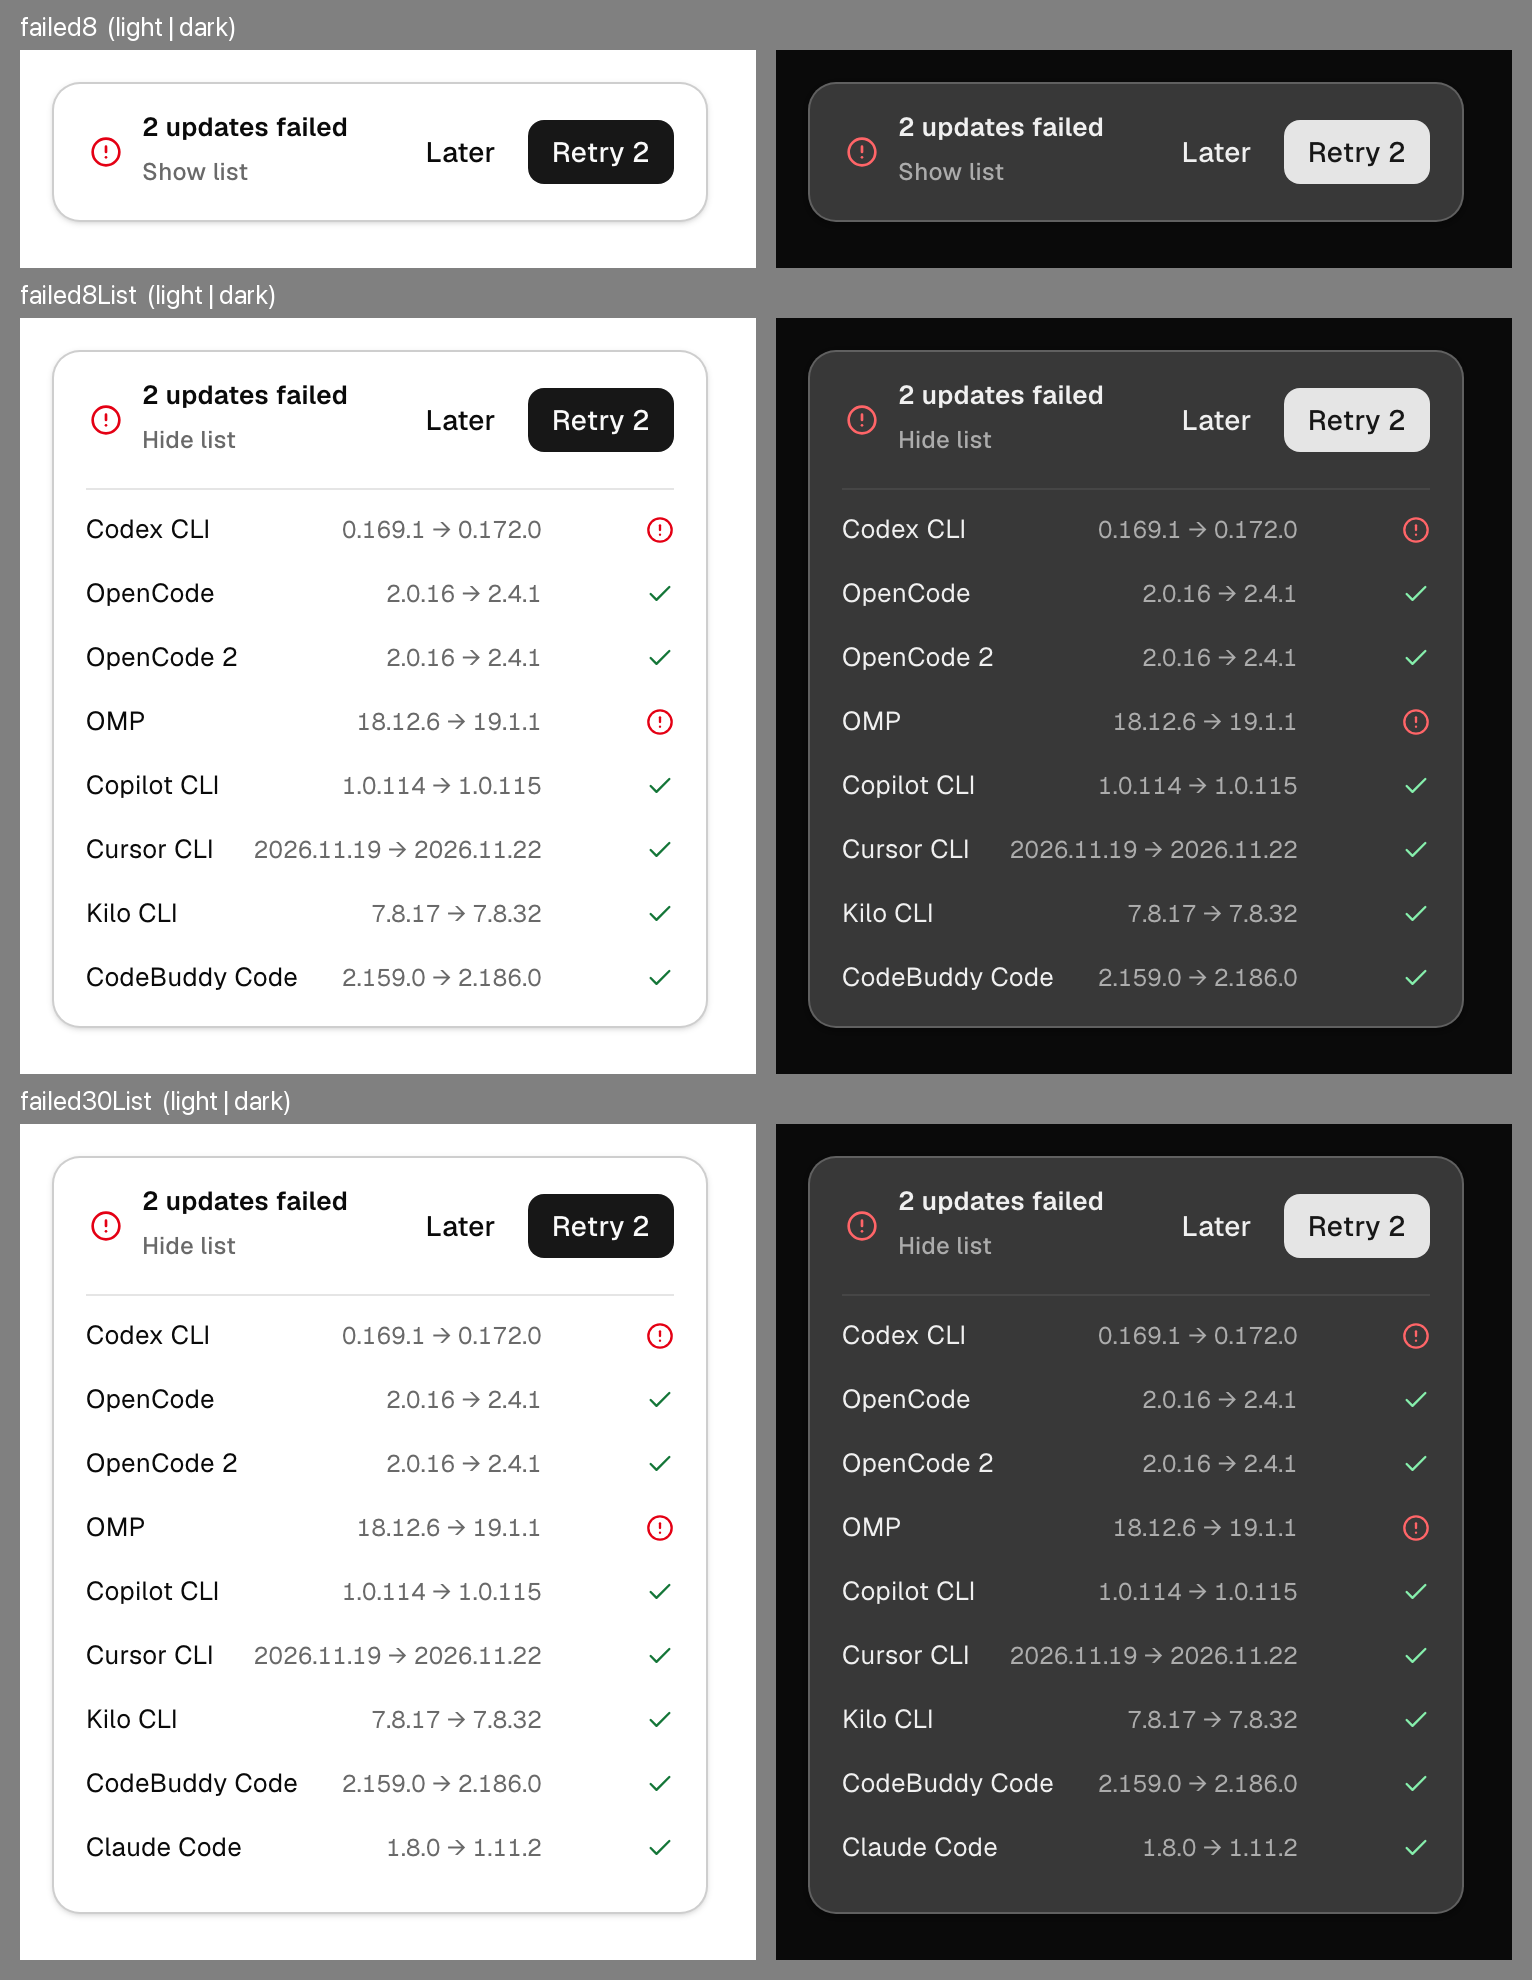 failed8 (light | dark)
2 updates failed
Show list
Later
Retry 2
2 updates failed
Show list
Later
Retry 2
failed8List (light | dark)
2 updates failed
Hide list
Later
Retry 2
Codex CLI 0.169.1 → 0.172.0
OpenCode 2.0.16 → 2.4.1
OpenCode 2 2.0.16 → 2.4.1
OMP 18.12.6 → 19.1.1
Copilot CLI 1.0.114 → 1.0.115
Cursor CLI 2026.11.19 → 2026.11.22
Kilo CLI 7.8.17 → 7.8.32
CodeBuddy Code 2.159.0 → 2.186.0
2 updates failed
Hide list
Later
Retry 2
Codex CLI 0.169.1 → 0.172.0
OpenCode 2.0.16 → 2.4.1
OpenCode 2 2.0.16 → 2.4.1
OMP 18.12.6 → 19.1.1
Copilot CLI 1.0.114 → 1.0.115
Cursor CLI 2026.11.19 → 2026.11.22
Kilo CLI 7.8.17 → 7.8.32
CodeBuddy Code 2.159.0 → 2.186.0
failed30List (light | dark)
2 updates failed
Hide list
Later
Retry 2
Codex CLI 0.169.1 → 0.172.0
OpenCode 2.0.16 → 2.4.1
OpenCode 2 2.0.16 → 2.4.1
OMP 18.12.6 → 19.1.1
Copilot CLI 1.0.114 → 1.0.115
Cursor CLI 2026.11.19 → 2026.11.22
Kilo CLI 7.8.17 → 7.8.32
CodeBuddy Code 2.159.0 → 2.186.0
Claude Code 1.8.0 → 1.11.2
2 updates failed
Hide list
Later
Retry 2
Codex CLI 0.169.1 → 0.172.0
OpenCode 2.0.16 → 2.4.1
OpenCode 2 2.0.16 → 2.4.1
OMP 18.12.6 → 19.1.1
Copilot CLI 1.0.114 → 1.0.115
Cursor CLI 2026.11.19 → 2026.11.22
Kilo CLI 7.8.17 → 7.8.32
CodeBuddy Code 2.159.0 → 2.186.0
Claude Code 1.8.0 → 1.11.2